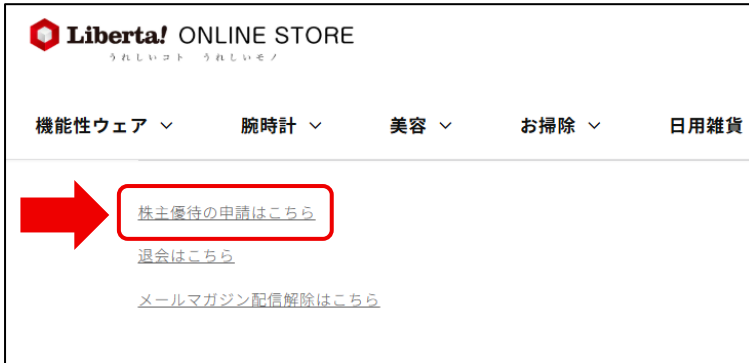 Liberta! ONLINE STORE
うれしいコト うれしいモノ
機能性ウェア 腕時計 美容 お掃除 日用雑貨
株主優待の申請はこちら
退会はこちら
メールマガジン配信解除はこちら